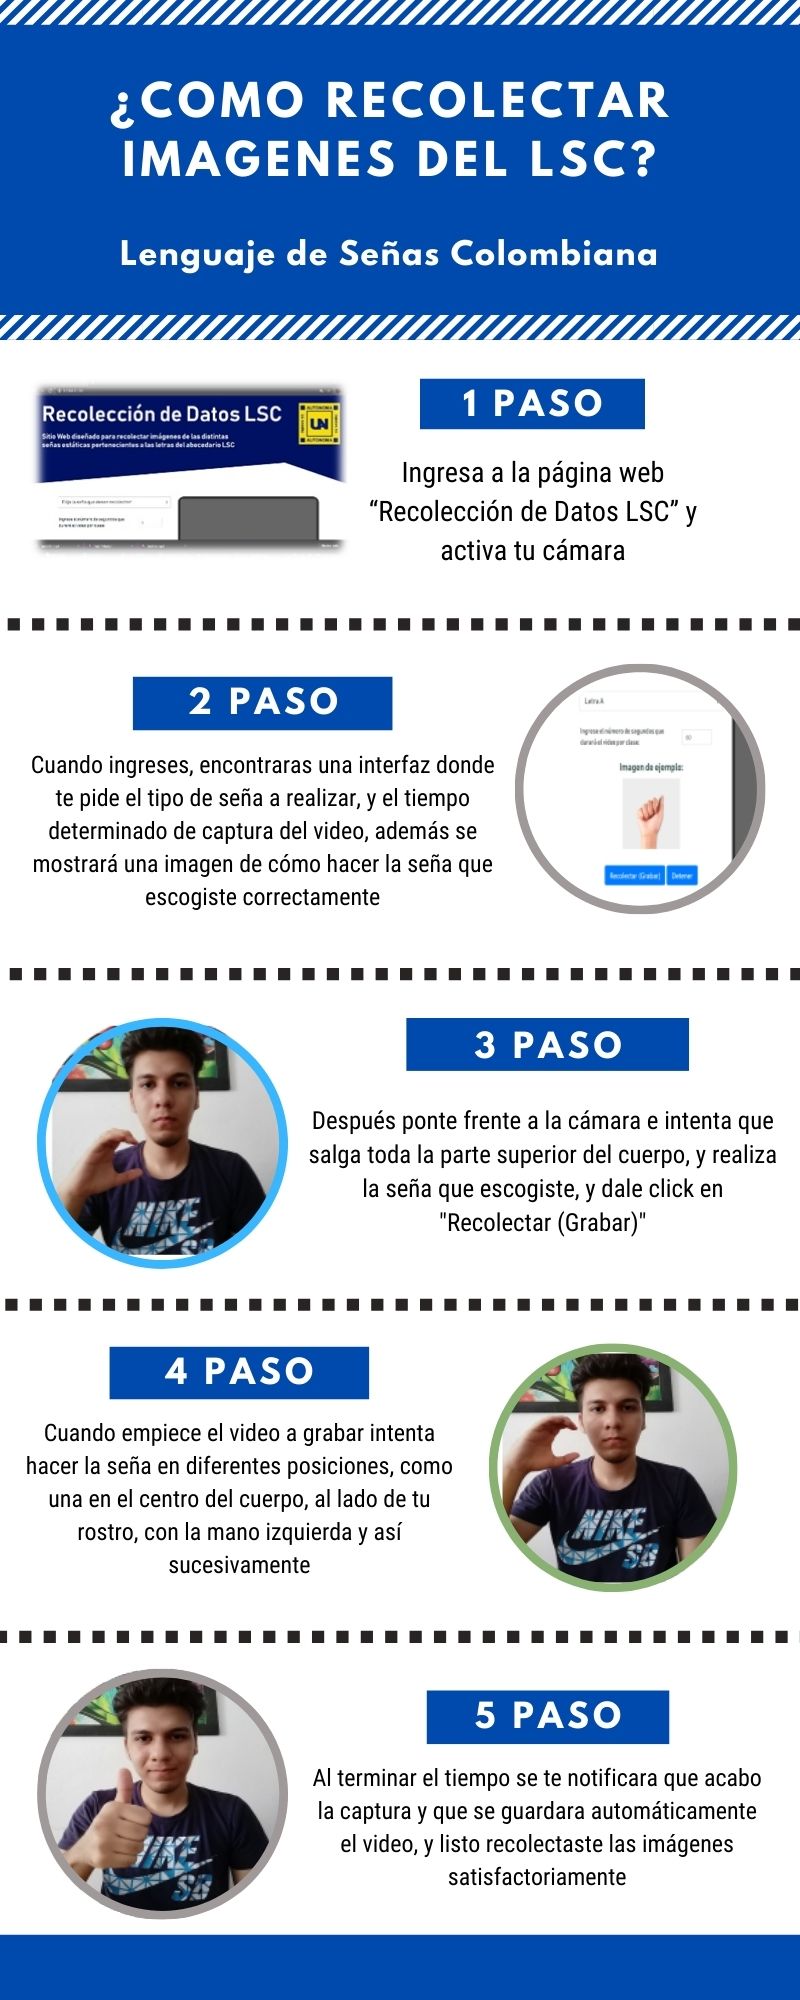 ¿COMO RECOLECTAR
IMAGENES DEL LSC?
Lenguaje de Señas Colombiana
Recolección de Datos LSC
Sitio Web diseñado para recolectar imágenes de las distintas
señas estáticas pertenecientes a las letras del abecedario LSC
AUTONOMA
UN
1 PASO
Ingresa a la página web
“Recolección de Datos LSC” y
activa tu cámara
2 PASO
Cuando ingreses, encontraras una interfaz donde
te pide el tipo de seña a realizar, y el tiempo
determinado de captura del video, además se
mostrará una imagen de cómo hacer la seña que
escogiste correctamente
Letra A
Ingrese el número de segundos que
durará el video por clase:
60
Imagen de ejemplo:
Recolectar (Grabar)
Detener
3 PASO
Después ponte frente a la cámara e intenta que
salga toda la parte superior del cuerpo, y realiza
la seña que escogiste, y dale click en
"Recolectar (Grabar)"
NIKE
SB
4 PASO
Cuando empiece el video a grabar intenta
hacer la seña en diferentes posiciones, como
una en el centro del cuerpo, al lado de tu
rostro, con la mano izquierda y así
sucesivamente
NIKE
SB
5 PASO
Al terminar el tiempo se te notificara que acabo
la captura y que se guardara automáticamente
el video, y listo recolectaste las imágenes
satisfactoriamente
NIKE
SB